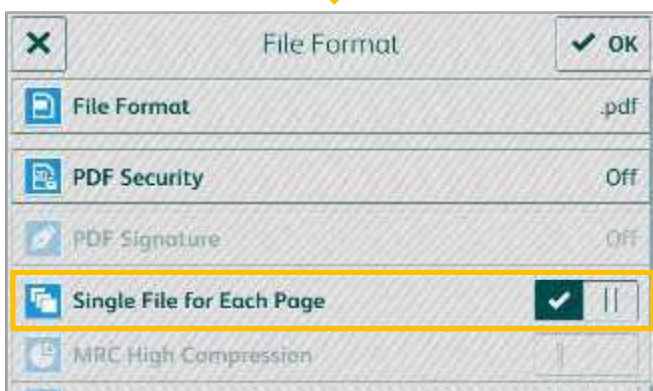 File Format
OK
File Format .pdf
PDF Security Off
PDF Signature Off
Single File for Each Page
MRC High Compression